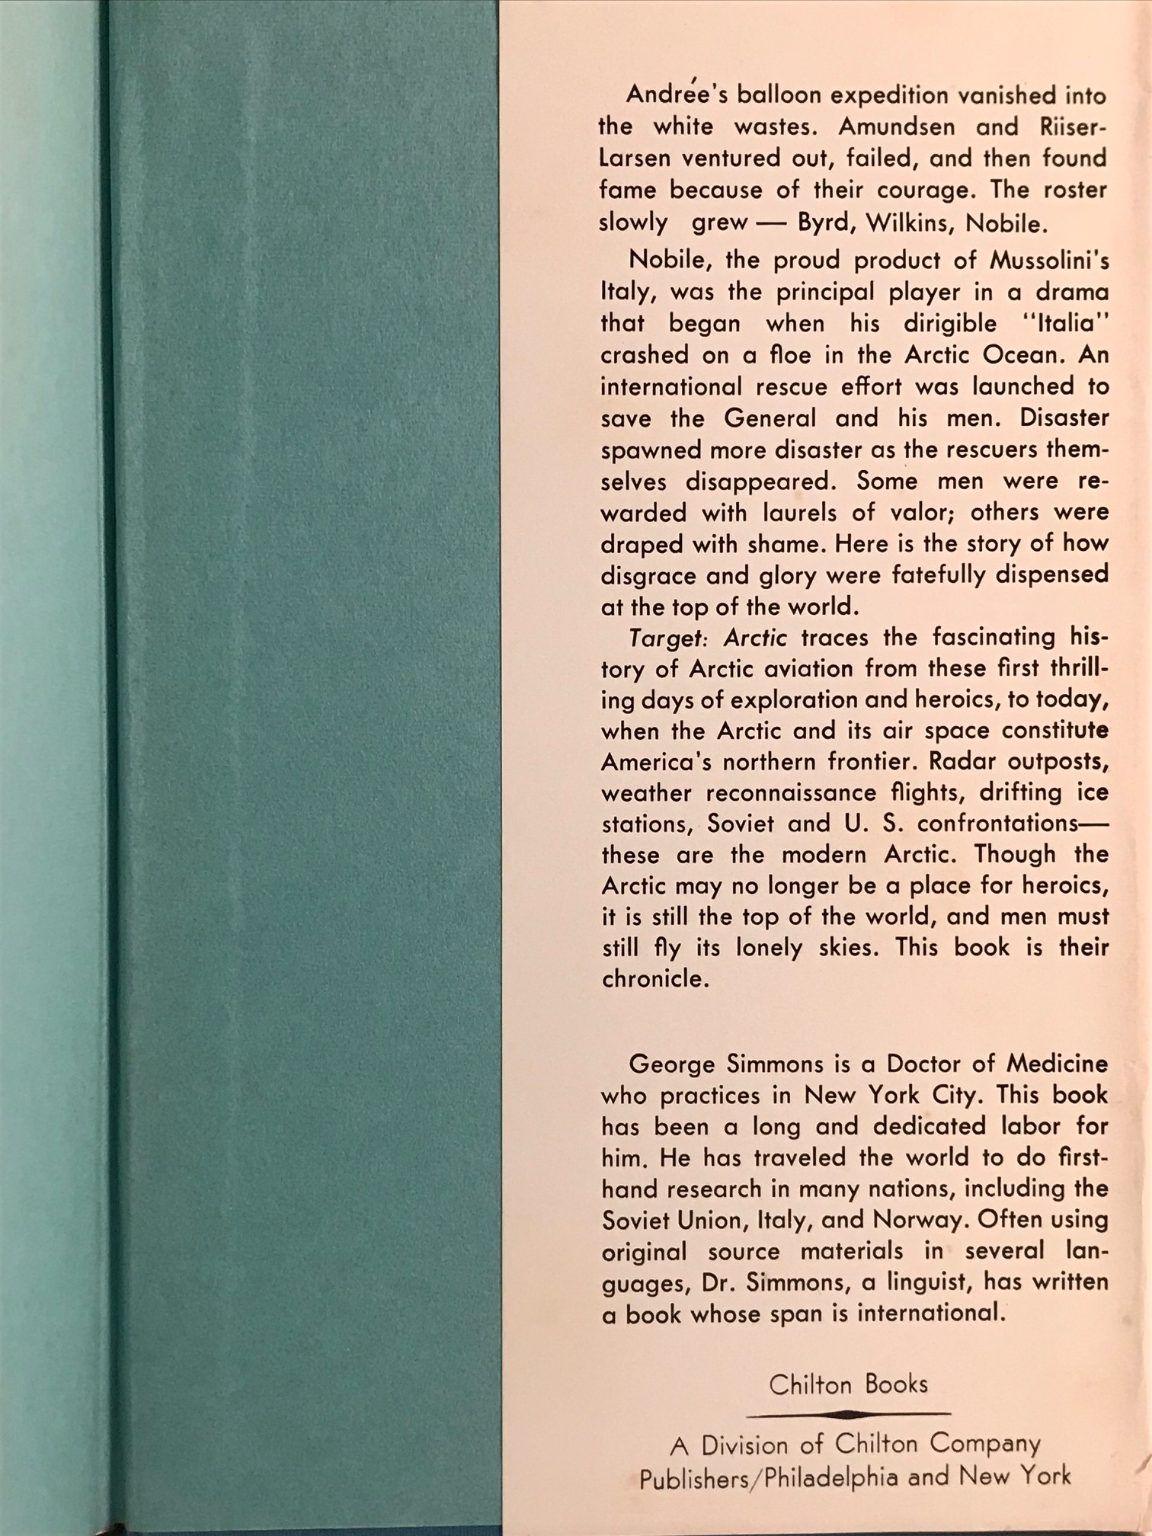 Andrée's balloon expedition vanished into
the white wastes. Amundsen and Riiser-
Larsen ventured out, failed, and then found
fame because of their courage. The roster
slowly grew — Byrd, Wilkins, Nobile.
Nobile, the proud product of Mussolini's
Italy, was the principal player in a drama
that began when his dirigible "Italia"
crashed on a floe in the Arctic Ocean. An
international rescue effort was launched to
save the General and his men. Disaster
spawned more disaster as the rescuers them-
selves disappeared. Some men were re-
warded with laurels of valor; others were
draped with shame. Here is the story of how
disgrace and glory were fatefully dispensed
at the top of the world.
Target: Arctic traces the fascinating his-
tory of Arctic aviation from these first thrill-
ing days of exploration and heroics, to today,
when the Arctic and its air space constitute
America's northern frontier. Radar outposts,
weather reconnaissance flights, drifting ice
stations, Soviet and U. S. confrontations—
these are the modern Arctic. Though the
Arctic may no longer be a place for heroics,
it is still the top of the world, and men must
still fly its lonely skies. This book is their
chronicle.
George Simmons is a Doctor of Medicine
who practices in New York City. This book
has been a long and dedicated labor for
him. He has traveled the world to do first-
hand research in many nations, including the
Soviet Union, Italy, and Norway. Often using
original source materials in several lan-
guages, Dr. Simmons, a linguist, has written
a book whose span is international.
Chilton Books
A Division of Chilton Company
Publishers/Philadelphia and New York